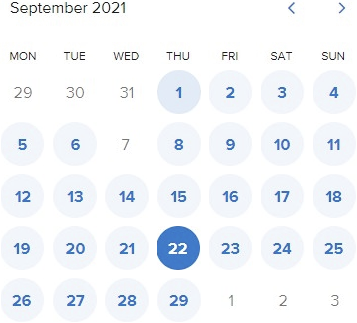 September 2021
MON TUE WED THU FRI SAT SUN
29 30 31 1 2 3 4
5 6 7 8 9 10 11
12 13 14 15 16 17 18
19 20 21 22 23 24 25
26 27 28 29 1 2 3